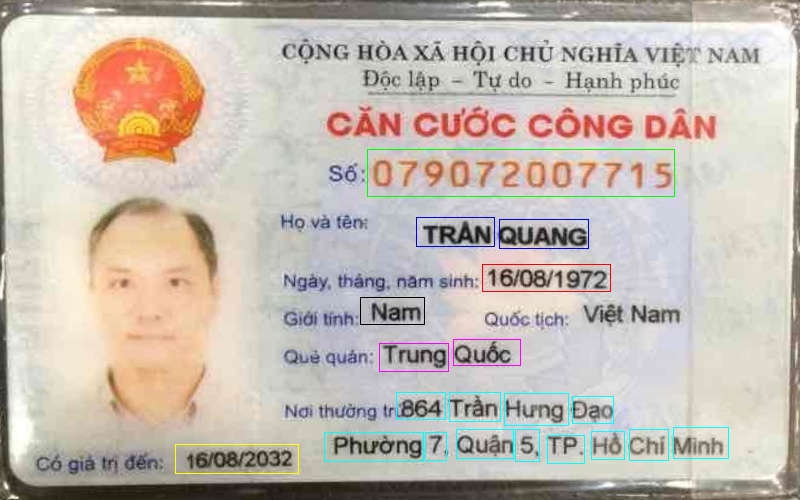 CỘNG HÒA XÃ HỘI CHỦ NGHĨA VIỆT NAM
Độc lập - Tự do - Hạnh phúc
CĂN CƯỚC CÔNG DÂN
Số: 079072007715
Họ và tên: TRẦN QUANG
Ngày, tháng, năm sinh: 16/08/1972
Giới tính: Nam Quốc tịch: Việt Nam
Quê quán: Trung Quốc
Nơi thường tr: 864 Trần Hưng Đạo
Phường 7, Quận 5, TP. Hồ Chí Minh
Có giá trị đến: 16/08/2032